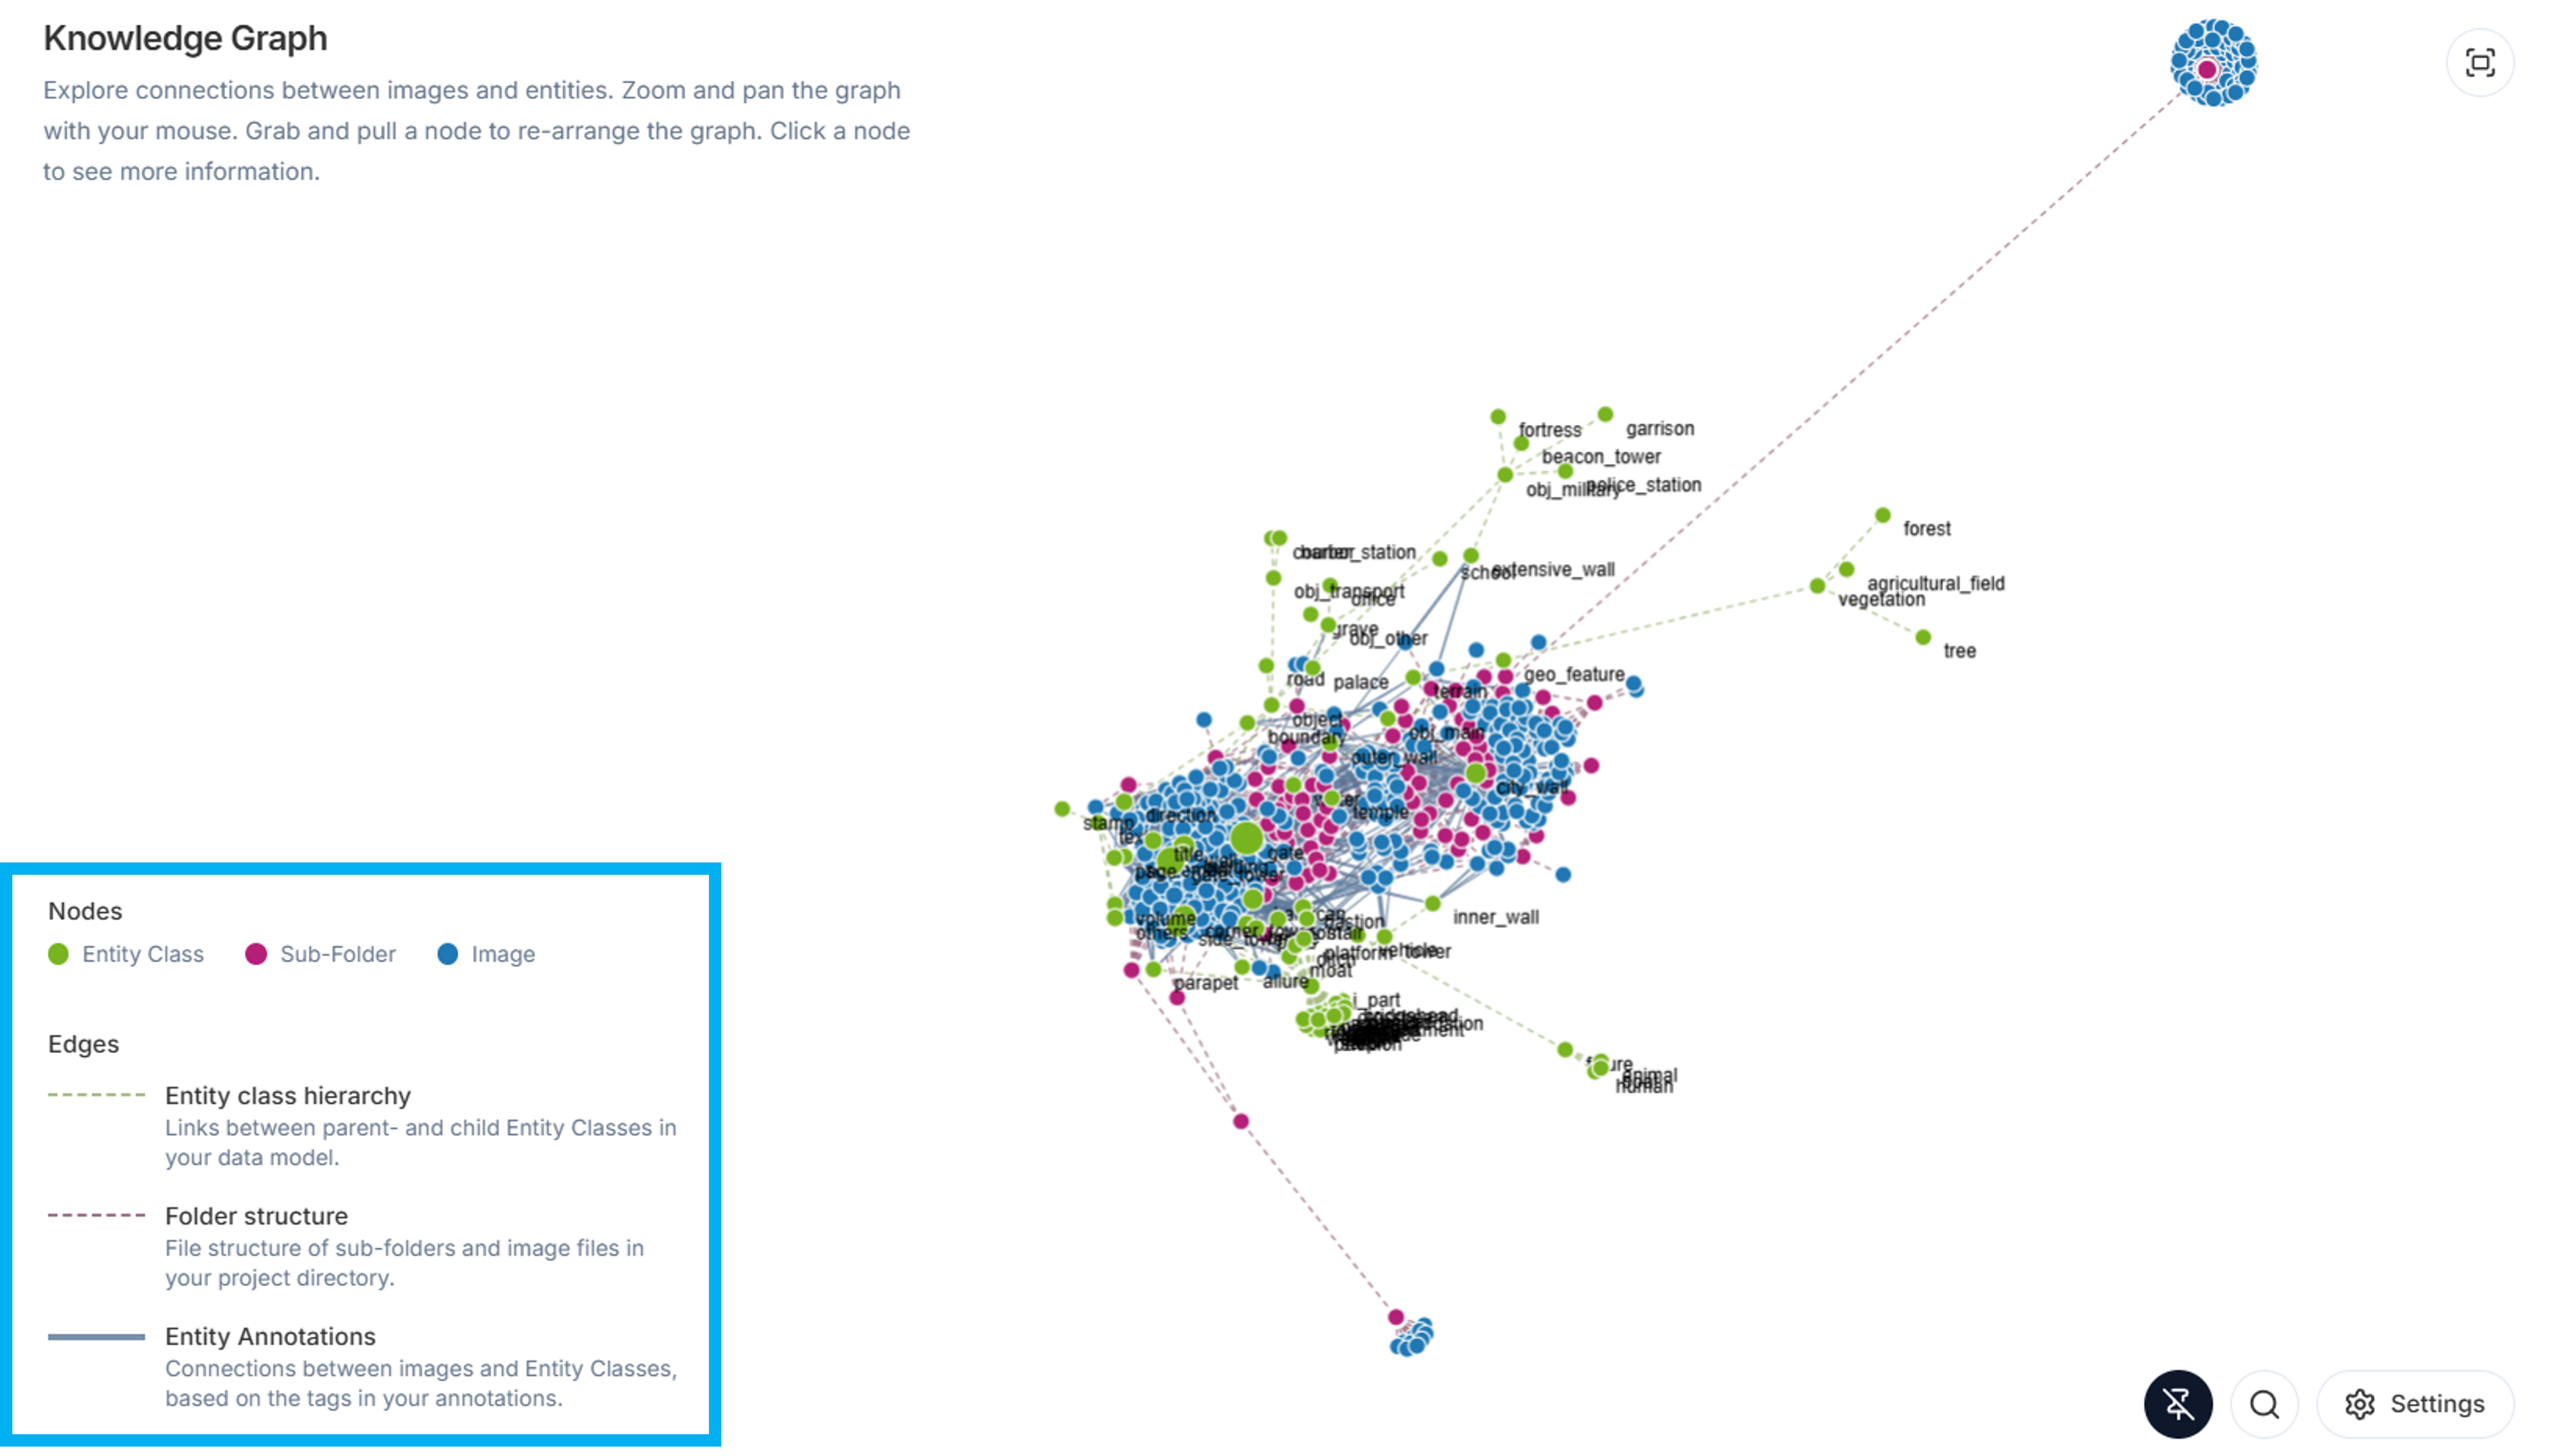 Knowledge Graph
Explore connections between images and entities. Zoom and pan the graph
with your mouse. Grab and pull a node to re-arrange the graph. Click a node
to see more information.
fortress
garrison
beacon_tower
obj_military
police_station
forest
agricultural_field
vegetation
tree
obj_transport
office
school
extensive_wall
grave
obj_other
road
palace
terrain
geo_feature
object
boundary
obj_main
outer_wall
city_wall
temple
stamp
direction
title
gate
gate_tower
volume
others
side_tower
bastion
inner_wall
platform
vehicle
tower
moat
parapet
allure
i_part
animal
human
Nodes
Entity Class
Sub-Folder
Image
Edges
Entity class hierarchy
Links between parent- and child Entity Classes in
your data model.
Folder structure
File structure of sub-folders and image files in
your project directory.
Entity Annotations
Connections between images and Entity Classes,
based on the tags in your annotations.
Settings